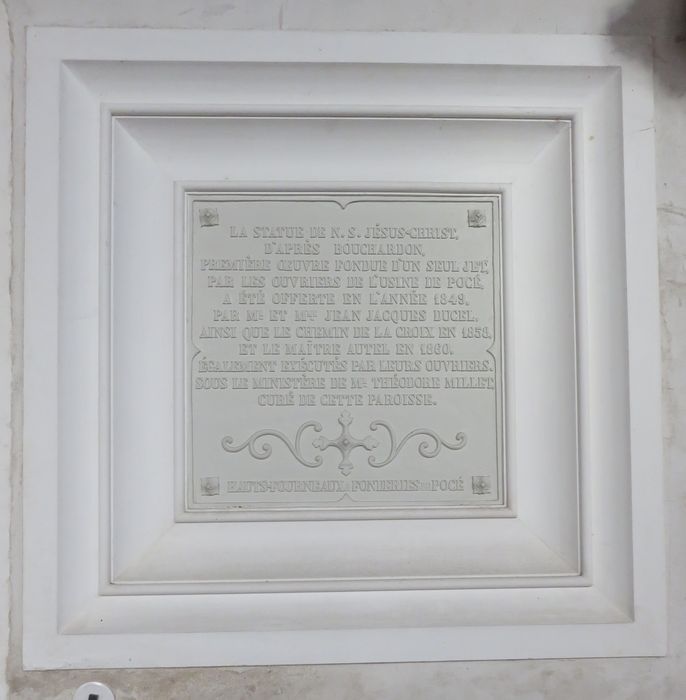 LA STATUE DE N. S. JÉSUS-CHRIST,
D'APRÈS BOUCHARDON,
PREMIÈRE ŒUVRE FONDUE D'UN SEUL JET,
PAR LES OUVRIERS DE L'USINE DE POCÉ,
A ÉTÉ OFFERTE EN L'ANNÉE 1849,
PAR MR. ET MME. JEAN JACQUES DUCEL,
AINSI QUE LE CHEMIN DE LA CROIX EN 1858,
ET LE MAÎTRE AUTEL EN 1860,
ÉGALEMENT EXÉCUTÉS PAR LEURS OUVRIERS.
SOUS LE MINISTÈRE DE MR. THÉODORE MILLET,
CURÉ DE CETTE PAROISSE.
HAUTS-FOURNEAUX & FONDERIES DE POCÉ